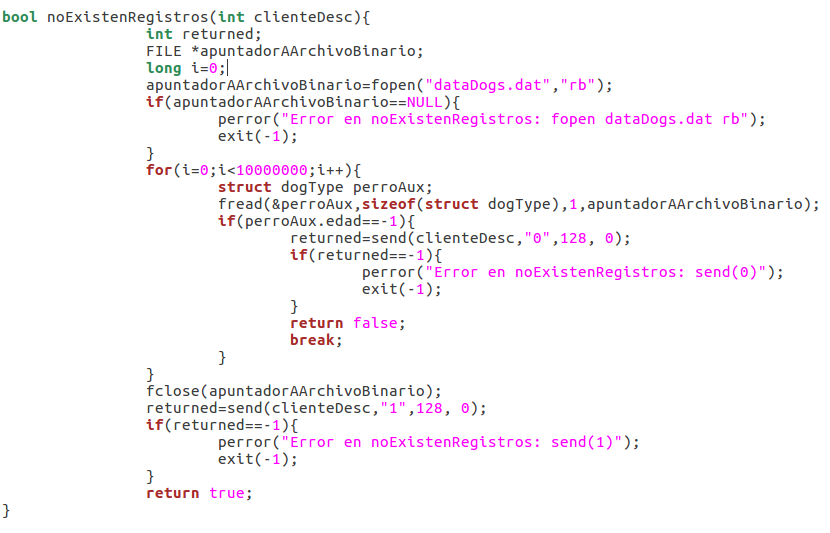 bool noExistenRegistros(int clienteDesc){
int returned;
FILE *apuntadorAArchivoBinario;
long i=0;
apuntadorAArchivoBinario=fopen("dataDogs.dat","rb");
if(apuntadorAArchivoBinario==NULL){
perror("Error en noExistenRegistros: fopen dataDogs.dat rb");
exit(-1);
}
for(i=0;i<10000000;i++){
struct dogType perroAux;
fread(&perroAux,sizeof(struct dogType),1,apuntadorAArchivoBinario);
if(perroAux.edad==-1){
returned=send(clienteDesc,"0",128, 0);
if(returned==-1){
perror("Error en noExistenRegistros: send(0)");
exit(-1);
}
return false;
break;
}
}
fclose(apuntadorAArchivoBinario);
returned=send(clienteDesc,"1",128, 0);
if(returned==-1){
perror("Error en noExistenRegistros: send(1)");
exit(-1);
}
return true;
}